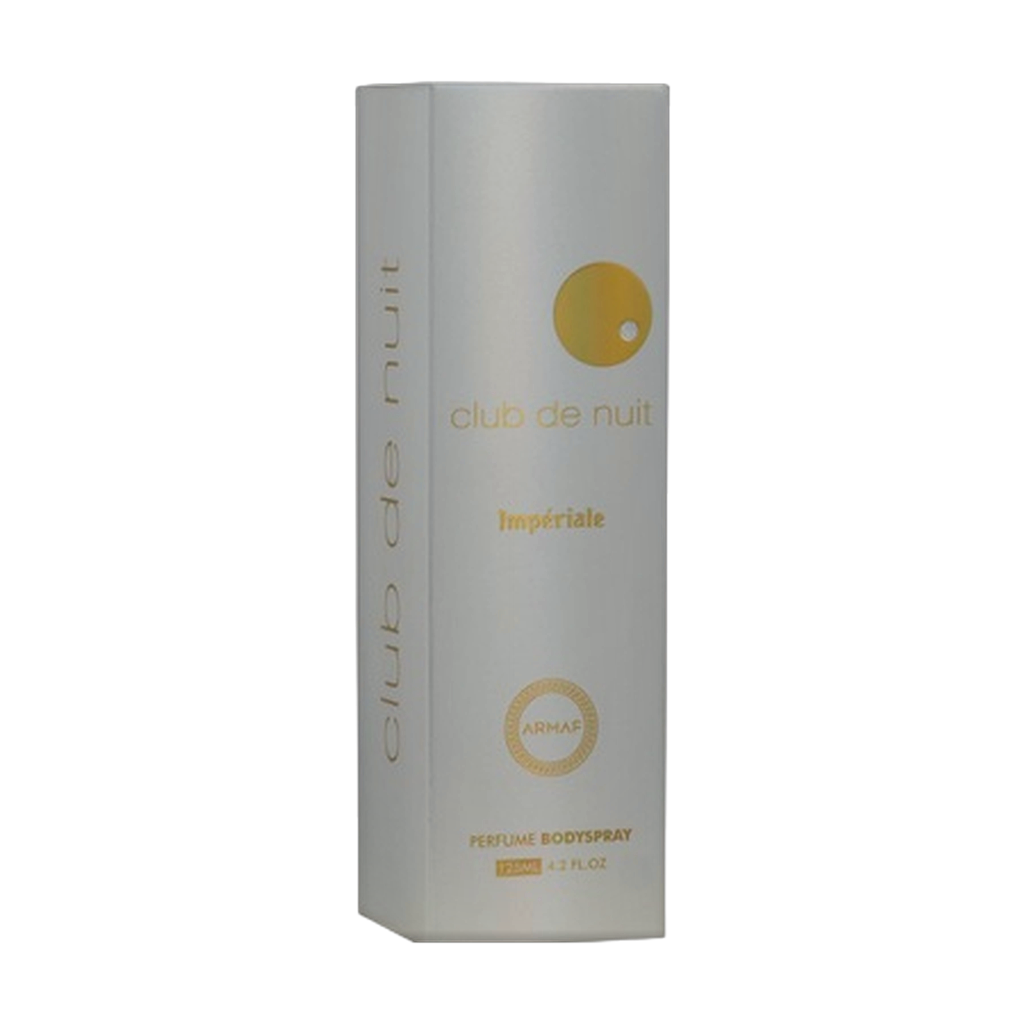 club de nuit
club de nuit
Impériale
ARMAF
PERFUME BODYSPRAY
125ML 4.2 FL.OZ